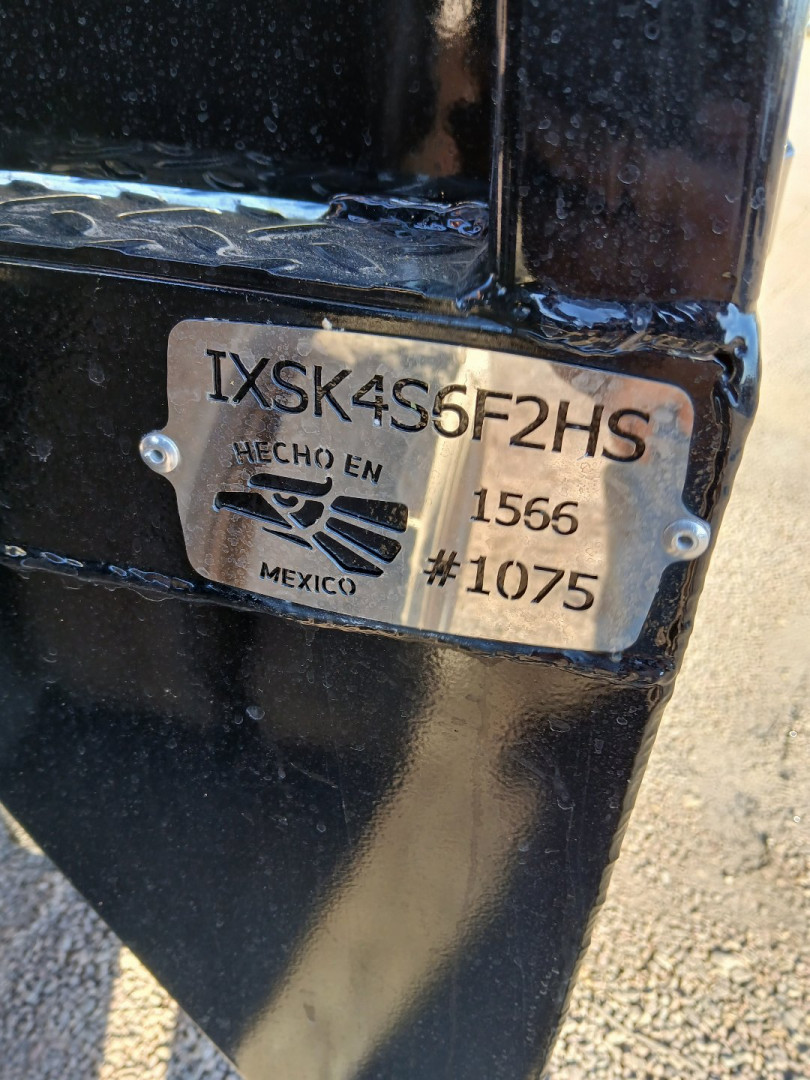 IXSK4S6F2HS
HECHO EN
MEXICO
1566
#1075